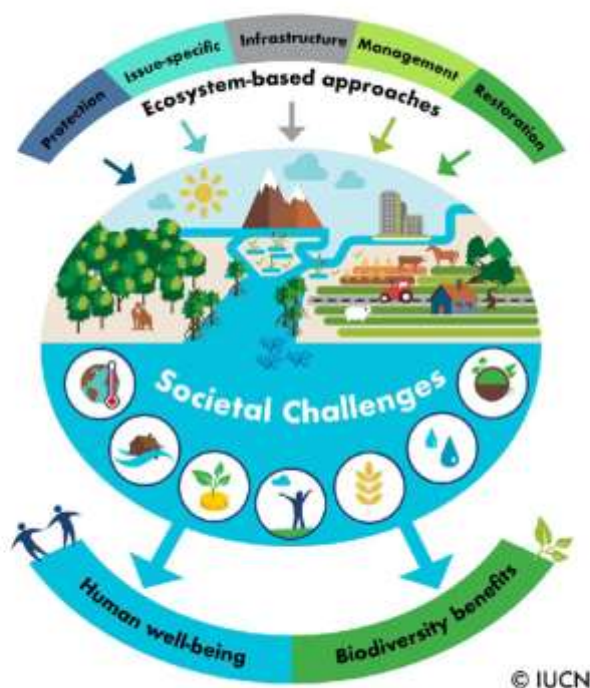 Protection
Issue-specific
Infrastructure
Management
Restoration
Ecosystem-based approaches
Societal Challenges
Human well-being
Biodiversity benefits
© IUCN